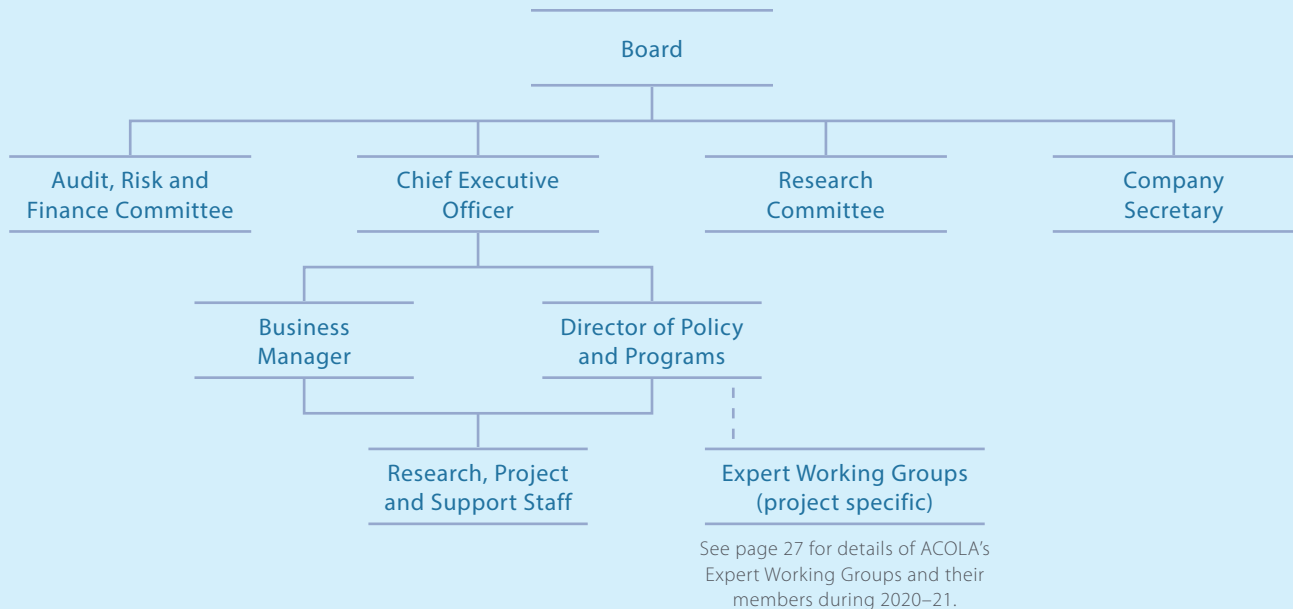 Board
Audit, Risk and
Finance Committee
Chief Executive
Officer
Research
Committee
Company
Secretary
Business
Manager
Director of Policy
and Programs
Research, Project
and Support Staff
Expert Working Groups
(project specific)
See page 27 for details of ACOLA’s
Expert Working Groups and their
members during 2020–21.